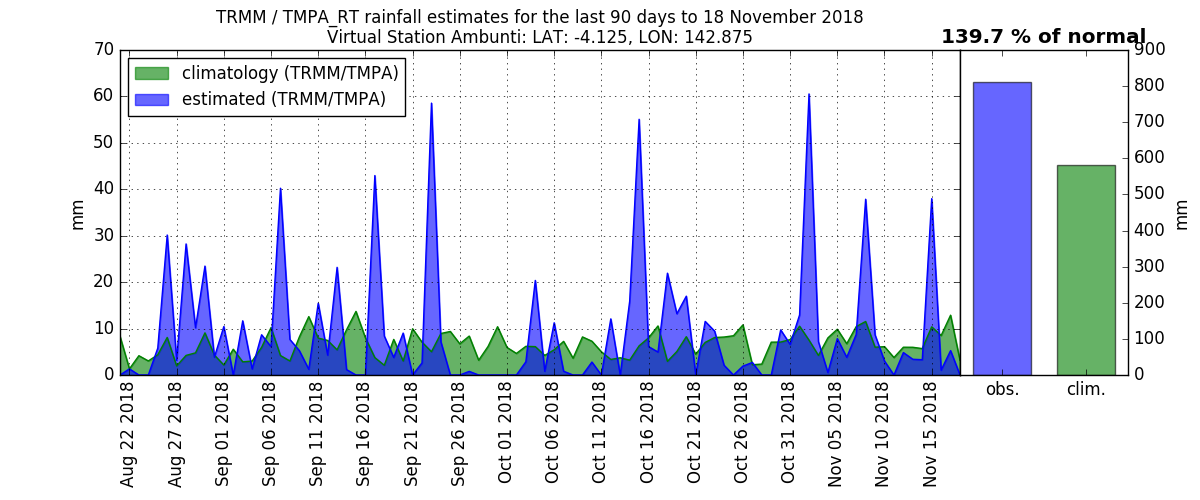 TRMM / TMPA_RT rainfall estimates for the last 90 days to 18 November 2018
Virtual Station Ambunti: LAT: -4.125, LON: 142.875
139.7 % of normal
climatology (TRMM/TMPA)
estimated (TRMM/TMPA)
70
60
50
40
30
20
10
0
mm
900
800
700
600
500
400
300
200
100
0
mm
Aug 22 2018
Aug 27 2018
Sep 01 2018
Sep 06 2018
Sep 11 2018
Sep 16 2018
Sep 21 2018
Sep 26 2018
Oct 01 2018
Oct 06 2018
Oct 11 2018
Oct 16 2018
Oct 21 2018
Oct 26 2018
Oct 31 2018
Nov 05 2018
Nov 10 2018
Nov 15 2018
obs.
clim.